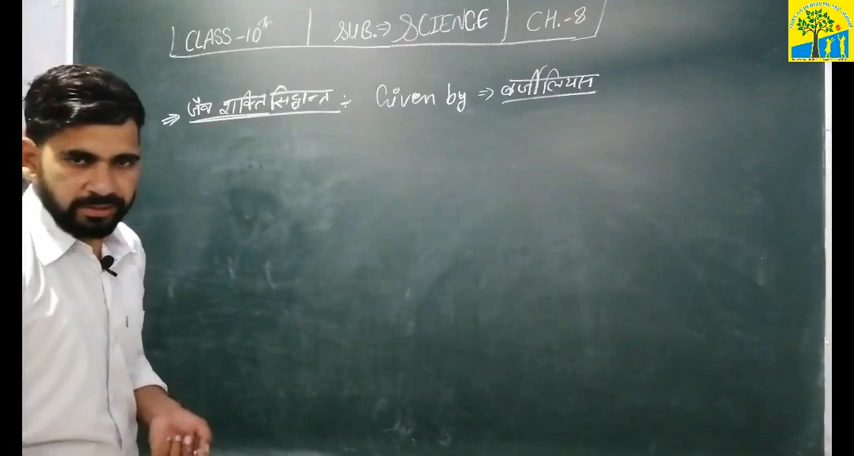 CLASS-10th | SUB.⇒ SCIENCE | CH.-8
⇒ जैव शक्ति सिद्धान्त ÷ Given by ⇒ बर्जीलियस